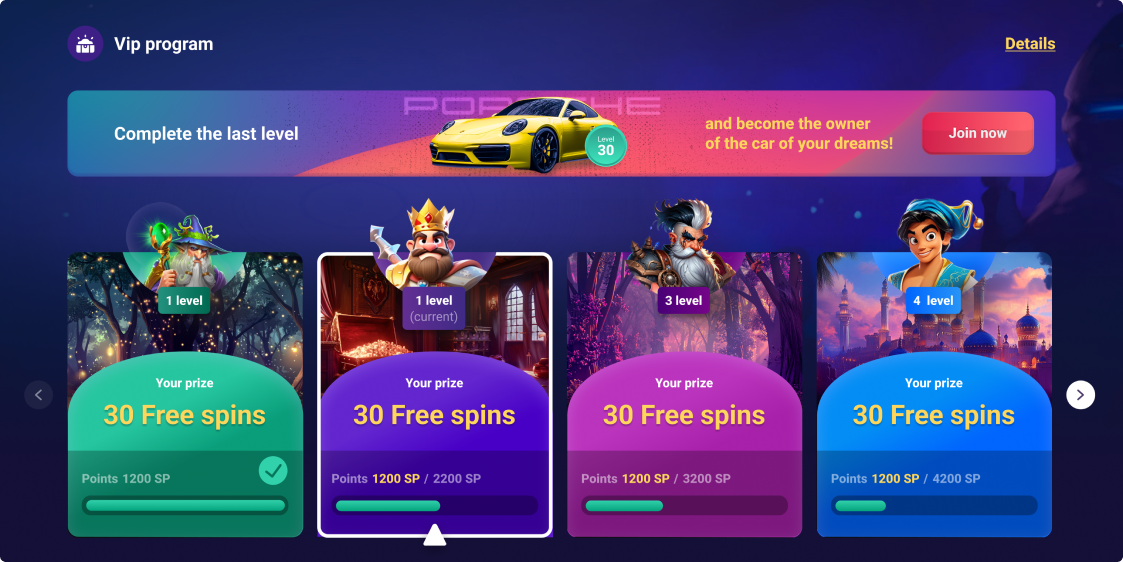 Vip program
Details
PORSCHE
Complete the last level
Level
30
and become the owner
of the car of your dreams!
Join now
1 level
Your prize
30 Free spins
Points 1200 SP
1 level
(current)
Your prize
30 Free spins
Points 1200 SP / 2200 SP
3 level
Your prize
30 Free spins
Points 1200 SP / 3200 SP
4 level
Your prize
30 Free spins
Points 1200 SP / 4200 SP